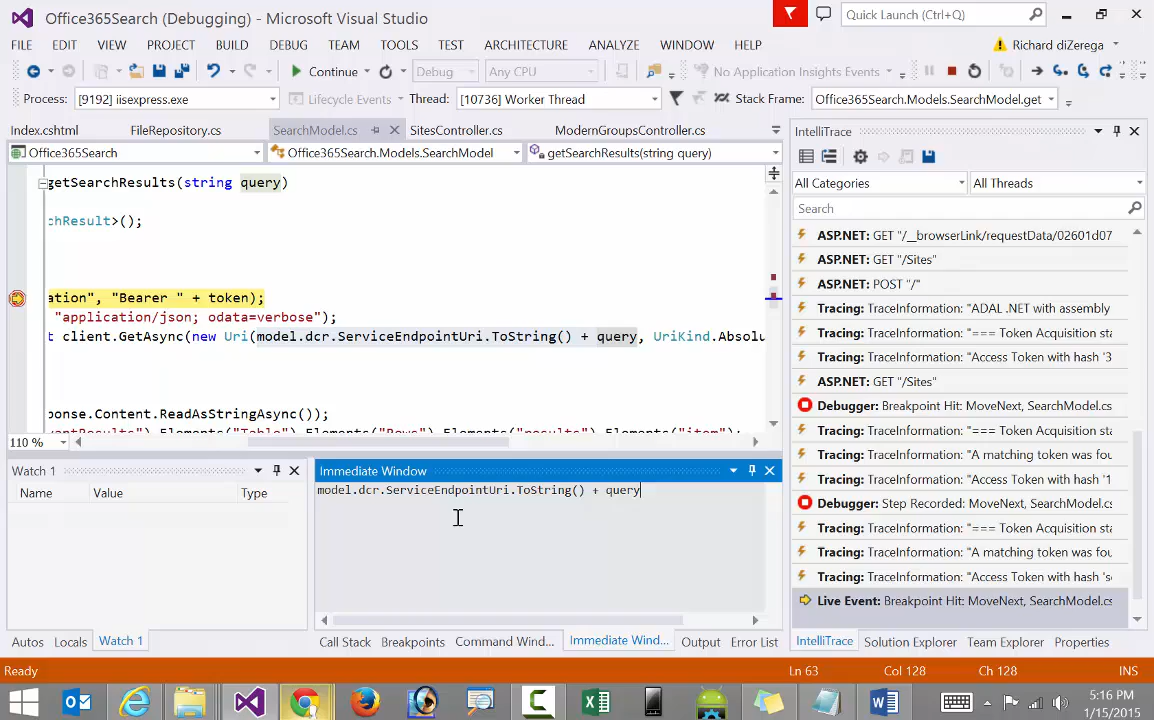 Office365Search (Debugging) - Microsoft Visual Studio
Quick Launch (Ctrl+Q)
FILE EDIT VIEW PROJECT BUILD DEBUG TEAM TOOLS TEST ARCHITECTURE ANALYZE WINDOW HELP Richard diZerega
Continue Debug Any CPU No Application Insights Events
Process: [9192] iisexpress.exe Lifecycle Events Thread: [10736] Worker Thread Stack Frame: Office365Search.Models.SearchModel.get
Index.cshtml FileRepository.cs SearchModel.cs SitesController.cs ModernGroupsController.cs
Office365Search Office365Search.Models.SearchModel getSearchResults(string query)
getSearchResults(string query)
chResult>();
ation", "Bearer " + token);
"application/json; odata=verbose");
t client.GetAsync(new Uri(model.dcr.ServiceEndpointUri.ToString() + query, UriKind.Absolu
ponse.Content.ReadAsStringAsync());
vantResults").Elements("Table").Elements("Rows").Elements("results").Elements("item");
110 %
IntelliTrace
All Categories All Threads
Search
ASP.NET: GET "/__browserLink/requestData/02601d07
ASP.NET: GET "/Sites"
ASP.NET: POST "/"
Tracing: TraceInformation: "ADAL .NET with assembly
Tracing: TraceInformation: "=== Token Acquisition sta
Tracing: TraceInformation: "Access Token with hash '3
ASP.NET: GET "/Sites"
Debugger: Breakpoint Hit: MoveNext, SearchModel.cs
Tracing: TraceInformation: "=== Token Acquisition sta
Tracing: TraceInformation: "A matching token was fou
Tracing: TraceInformation: "Access Token with hash '1
Debugger: Step Recorded: MoveNext, SearchModel.cs
Tracing: TraceInformation: "=== Token Acquisition sta
Tracing: TraceInformation: "A matching token was fou
Tracing: TraceInformation: "Access Token with hash 's
Live Event: Breakpoint Hit: MoveNext, SearchModel.cs
Watch 1
Name Value Type
Immediate Window
model.dcr.ServiceEndpointUri.ToString() + query
Autos Locals Watch 1
Call Stack Breakpoints Command Wind... Immediate Wind... Output Error List
IntelliTrace Solution Explorer Team Explorer Properties
Ready Ln 63 Col 128 Ch 128 INS
5:16 PM
1/15/2015